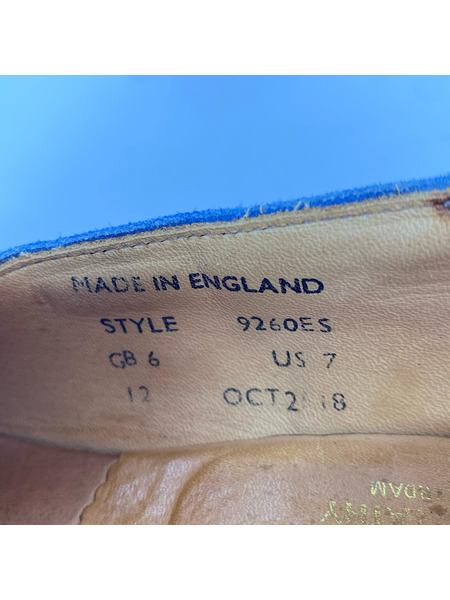 MADE IN ENGLAND
STYLE 9260ES
GB 6 US 7
12 OCT2 18